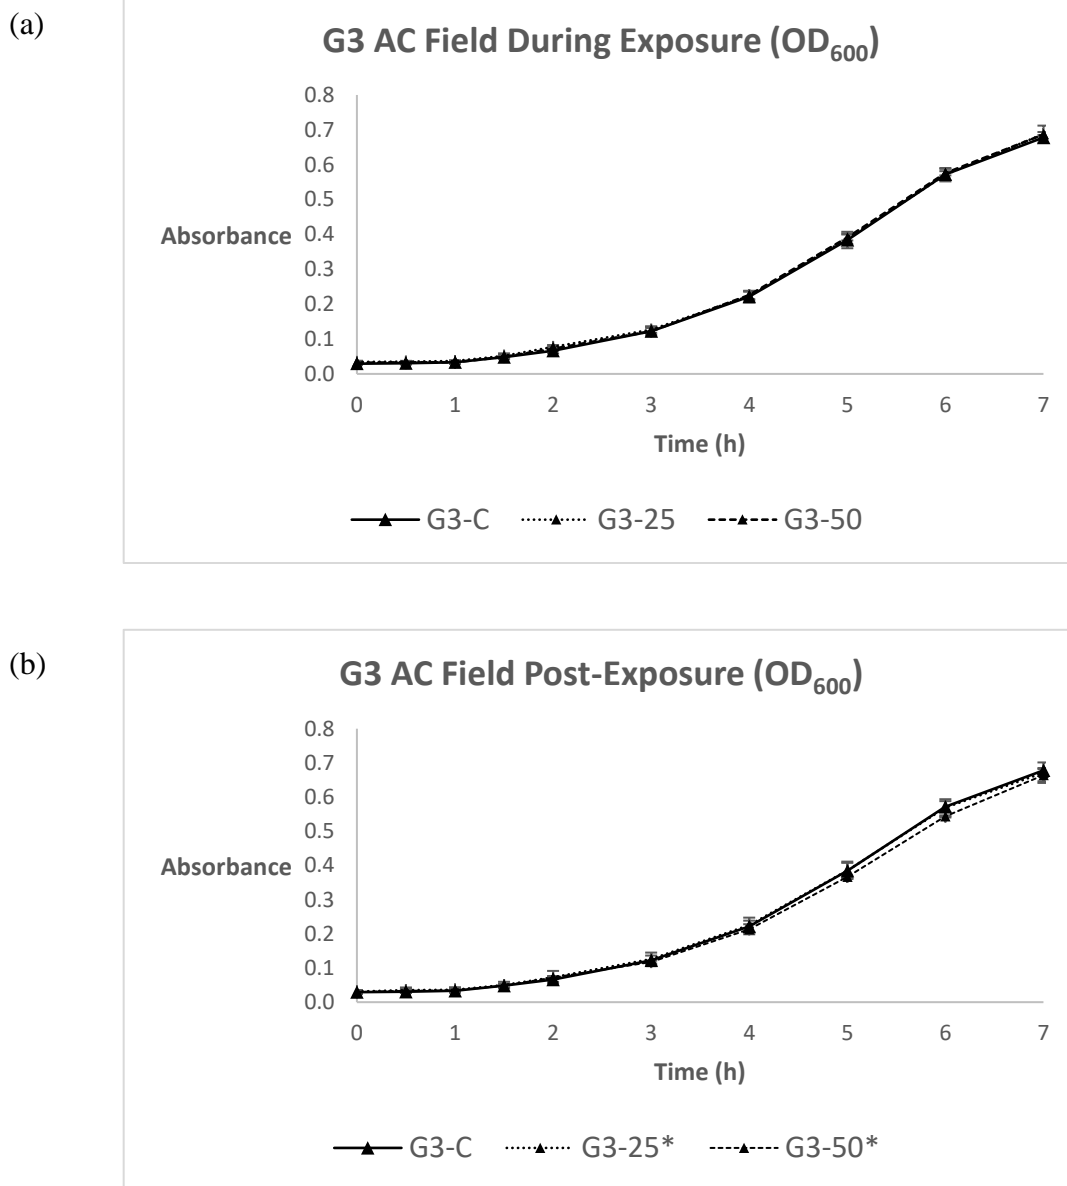 (a)
G3 AC Field During Exposure (OD600)
0.8
0.7
0.6
0.5
Absorbance 0.4
0.3
0.2
0.1
0.0
0 1 2 3 4 5 6 7
Time (h)
G3-C G3-25 G3-50
(b)
G3 AC Field Post-Exposure (OD600)
0.8
0.7
0.6
0.5
Absorbance 0.4
0.3
0.2
0.1
0.0
0 1 2 3 4 5 6 7
Time (h)
G3-C G3-25* G3-50*